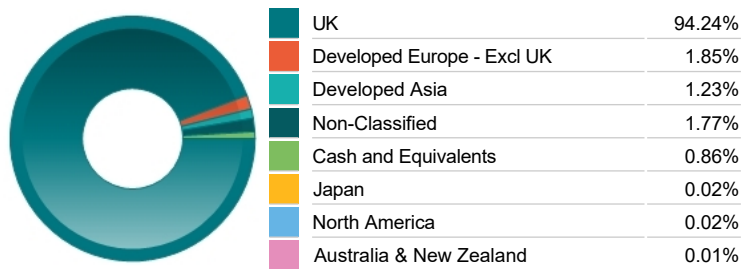 UK 94.24%
Developed Europe - Excl UK 1.85%
Developed Asia 1.23%
Non-Classified 1.77%
Cash and Equivalents 0.86%
Japan 0.02%
North America 0.02%
Australia & New Zealand 0.01%